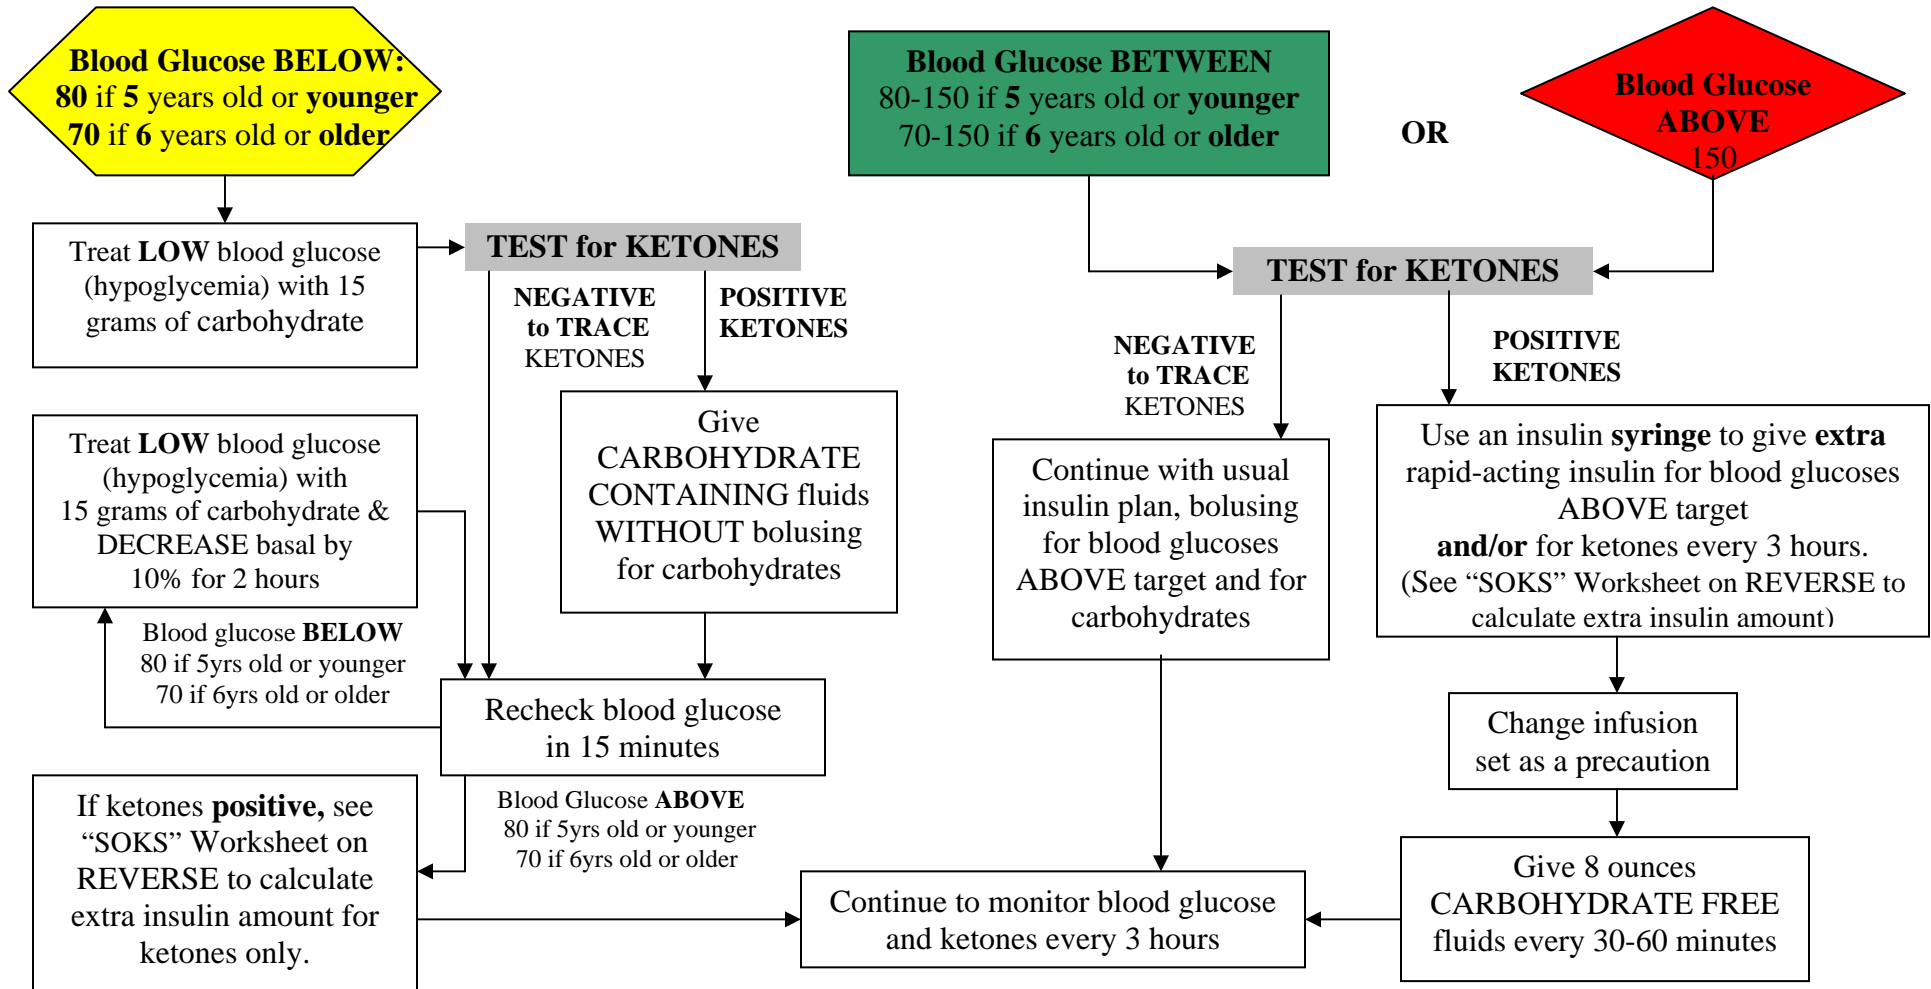 Blood Glucose BELOW:
80 if 5 years old or younger
70 if 6 years old or older
Blood Glucose BETWEEN
80-150 if 5 years old or younger
70-150 if 6 years old or older
OR
Blood Glucose
ABOVE
150
Treat LOW blood glucose
(hypoglycemia) with 15
grams of carbohydrate
TEST for KETONES
NEGATIVE
to TRACE
KETONES
POSITIVE
KETONES
TEST for KETONES
NEGATIVE
to TRACE
KETONES
POSITIVE
KETONES
Give
CARBOHYDRATE
CONTAINING fluids
WITHOUT bolusing
for carbohydrates
Treat LOW blood glucose
(hypoglycemia) with
15 grams of carbohydrate &
DECREASE basal by
10% for 2 hours
Blood glucose BELOW
80 if 5yrs old or younger
70 if 6yrs old or older
Recheck blood glucose
in 15 minutes
Blood Glucose ABOVE
80 if 5yrs old or younger
70 if 6yrs old or older
If ketones positive, see
“SOKS” Worksheet on
REVERSE to calculate
extra insulin amount for
ketones only.
Continue with usual
insulin plan, bolusing
for blood glucoses
ABOVE target and for
carbohydrates
Use an insulin syringe to give extra
rapid-acting insulin for blood glucoses
ABOVE target
and/or for ketones every 3 hours.
(See “SOKS” Worksheet on REVERSE to
calculate extra insulin amount)
Change infusion
set as a precaution
Give 8 ounces
CARBOHYDRATE FREE
fluids every 30-60 minutes
Continue to monitor blood glucose
and ketones every 3 hours